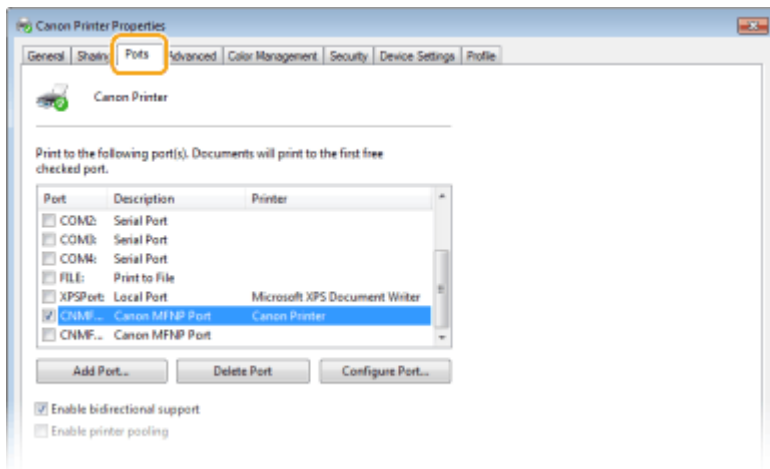 Canon Printer Properties
General Sharing Ports Advanced Color Management Security Device Settings Profile
Canon Printer
Print to the following port(s). Documents will print to the first free
checked port.
Port Description Printer
COM2: Serial Port
COM3: Serial Port
COM4: Serial Port
FILE: Print to File
XPSPort: Local Port Microsoft XPS Document Writer
CNMF... Canon MFNP Port Canon Printer
CNMF... Canon MFNP Port
Add Port... Delete Port Configure Port...
Enable bidirectional support
Enable printer pooling